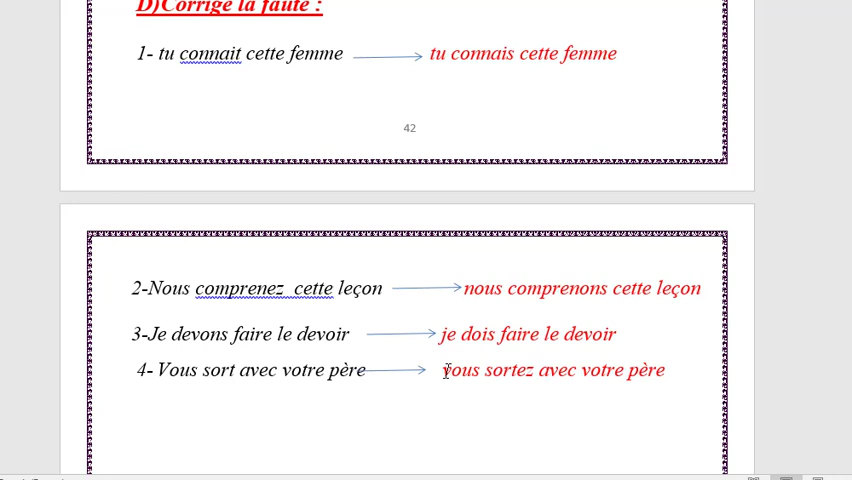 D)Corrige la faute :
1- tu connait cette femme tu connais cette femme
42
2-Nous comprenez cette leçon nous comprenons cette leçon
3-Je devons faire le devoir je dois faire le devoir
4- Vous sort avec votre père vous sortez avec votre père